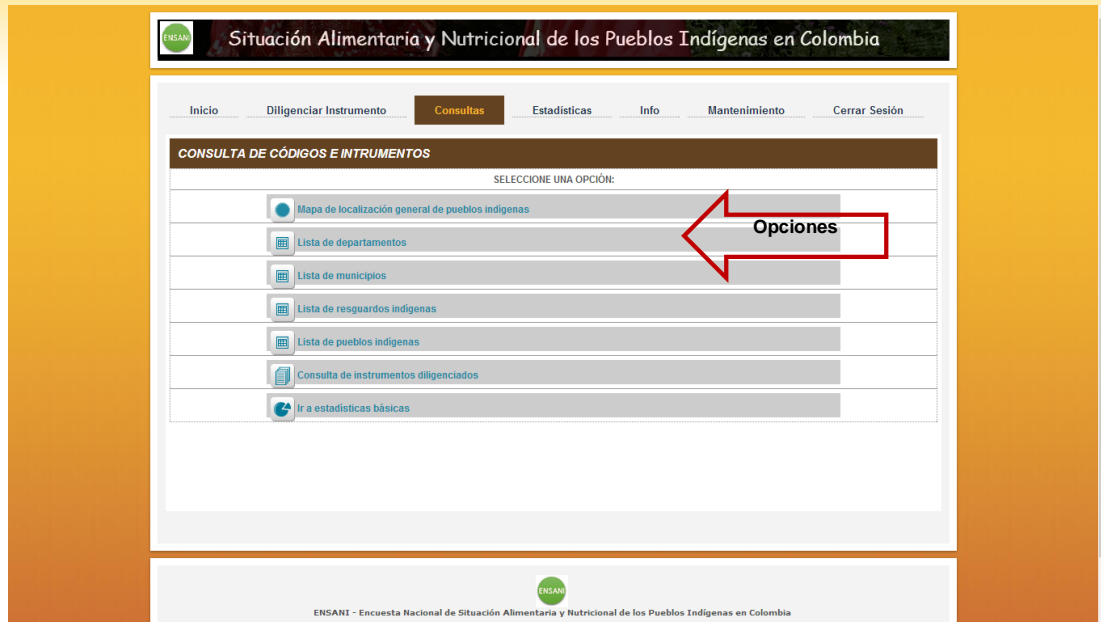 ENSANI
Situación Alimentaria y Nutricional de los Pueblos Indígenas en Colombia
Inicio Diligenciar Instrumento Consultas Estadísticas Info Mantenimiento Cerrar Sesión
CONSULTA DE CÓDIGOS E INTRUMENTOS
SELECCIONE UNA OPCIÓN:
Mapa de localización general de pueblos indígenas
Opciones
Lista de departamentos
Lista de municipios
Lista de resguardos indígenas
Lista de pueblos indígenas
Consulta de instrumentos diligenciados
Ir a estadísticas básicas
ENSANI
ENSANI - Encuesta Nacional de Situación Alimentaria y Nutricional de los Pueblos Indígenas en Colombia